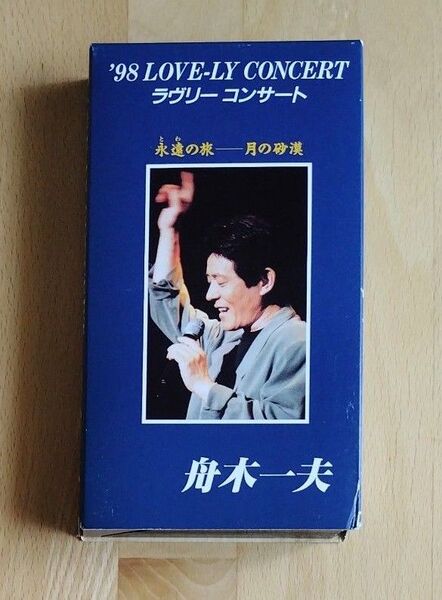 '98 LOVE-LY CONCERT
ラヴリー コンサート
とわ
永遠の旅——月の砂漠
舟木一夫